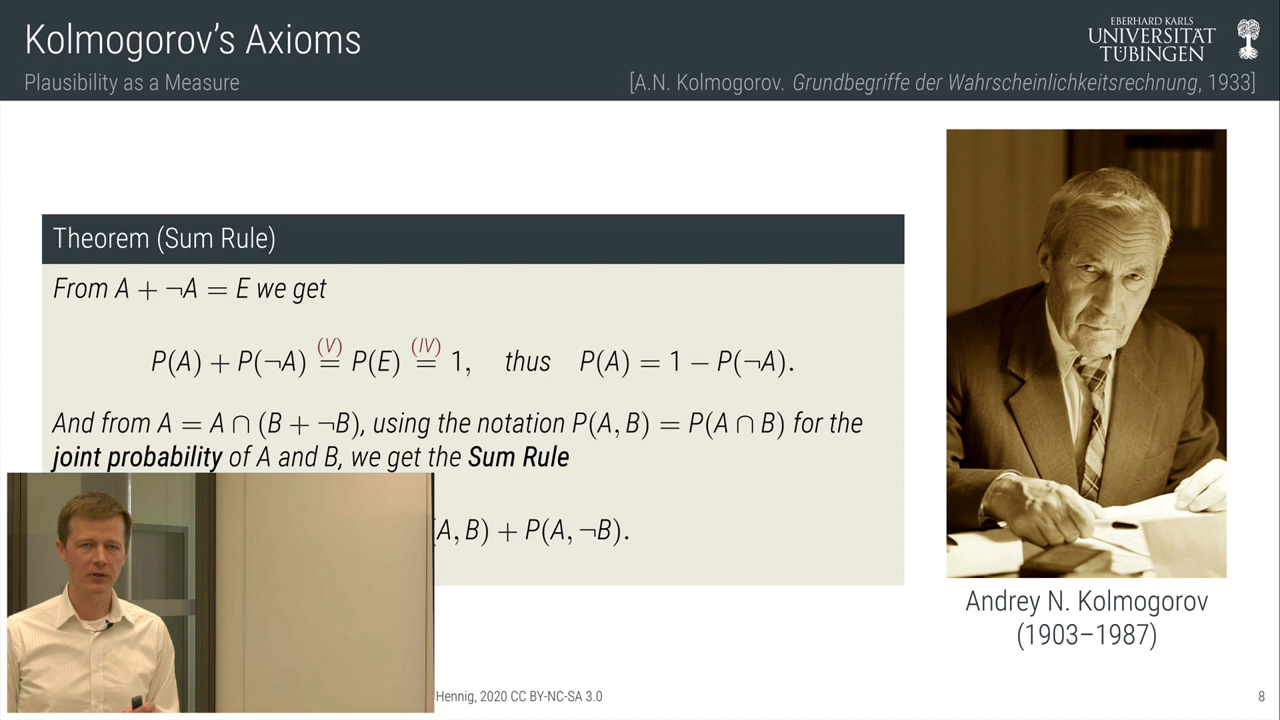 Kolmogorov's Axioms
Plausibility as a Measure
[A.N. Kolmogorov. Grundbegriffe der Wahrscheinlichkeitsrechnung, 1933]
EBERHARD KARLS
UNIVERSITÄT
TÜBINGEN
Theorem (Sum Rule)
From A + ¬A = E we get
P(A) + P(¬A) (V)= P(E) (IV)= 1, thus P(A) = 1 − P(¬A).
And from A = A ∩ (B + ¬B), using the notation P(A, B) = P(A ∩ B) for the
joint probability of A and B, we get the Sum Rule
(A, B) + P(A, ¬B).
Andrey N. Kolmogorov
(1903–1987)
Hennig, 2020 CC BY-NC-SA 3.0
8